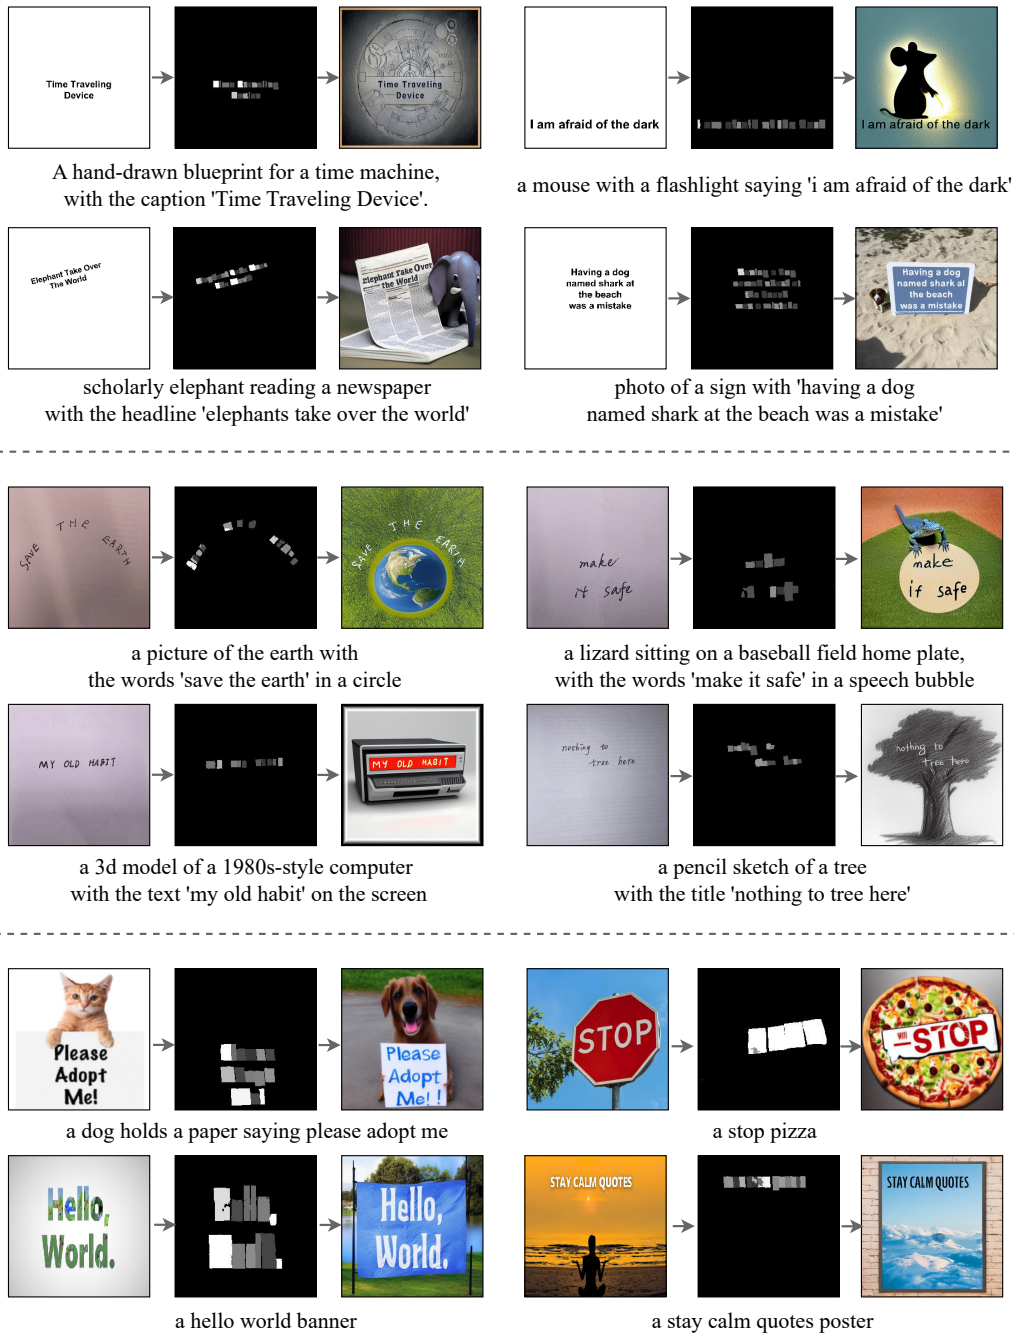 Time Traveling
Device
Time Traveling
Device
I am afraid of the dark
I am afraid of the dark
A hand-drawn blueprint for a time machine,
with the caption 'Time Traveling Device'.
a mouse with a flashlight saying 'i am afraid of the dark'
Elephant Take Over
The World
Elephant Take Over
the World
Having a dog
named shark at
the beach
was a mistake
Having a dog
named shark al
the beach
was a mistake
scholarly elephant reading a newspaper
with the headline 'elephants take over the world'
photo of a sign with 'having a dog
named shark at the beach was a mistake'
SAVE THE EARTH
SAVE THE EARTH
make
it safe
make
if safe
a picture of the earth with
the words 'save the earth' in a circle
a lizard sitting on a baseball field home plate,
with the words 'make it safe' in a speech bubble
MY OLD HABIT
MY OLD HABIT
nothing to
tree here
nothing to
Tree here
a 3d model of a 1980s-style computer
with the text 'my old habit' on the screen
a pencil sketch of a tree
with the title 'nothing to tree here'
Please
Adopt
Me!!
Please
Adopt
Me!!
STOP
STOP
a dog holds a paper saying please adopt me
a stop pizza
Hello,
World.
Hello,
World.
STAY CALM QUOTES
STAY CALM QUOTES
a hello world banner
a stay calm quotes poster